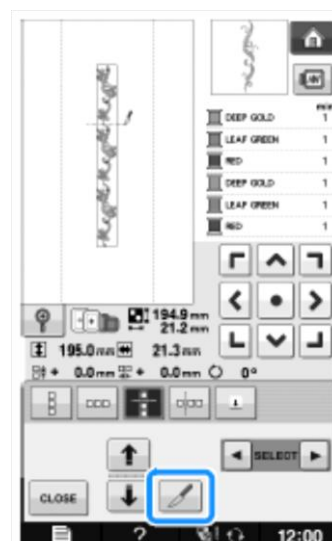 mm
DEEP GOLD 1
LEAF GREEN 1
RED 1
DEEP GOLD 1
LEAF GREEN 1
RED 1
194.9 mm
21.2 mm
195.0 mm 21.3 mm
+ 0.0 mm + 0.0 mm 0°
SELECT
CLOSE
? 12:00